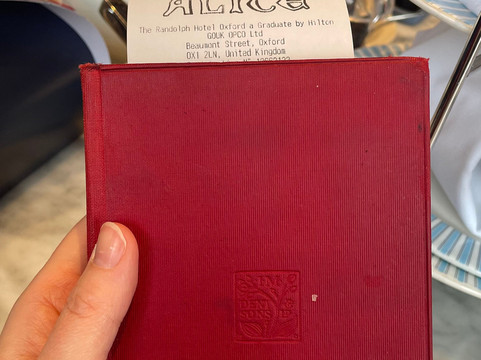 ALICE
The Randolph Hotel Oxford a Graduate by Hilton
GOUK OPCO Ltd
Beaumont Street, Oxford
OX1 2LN, United Kingdom
JM
DENT
SONS LD